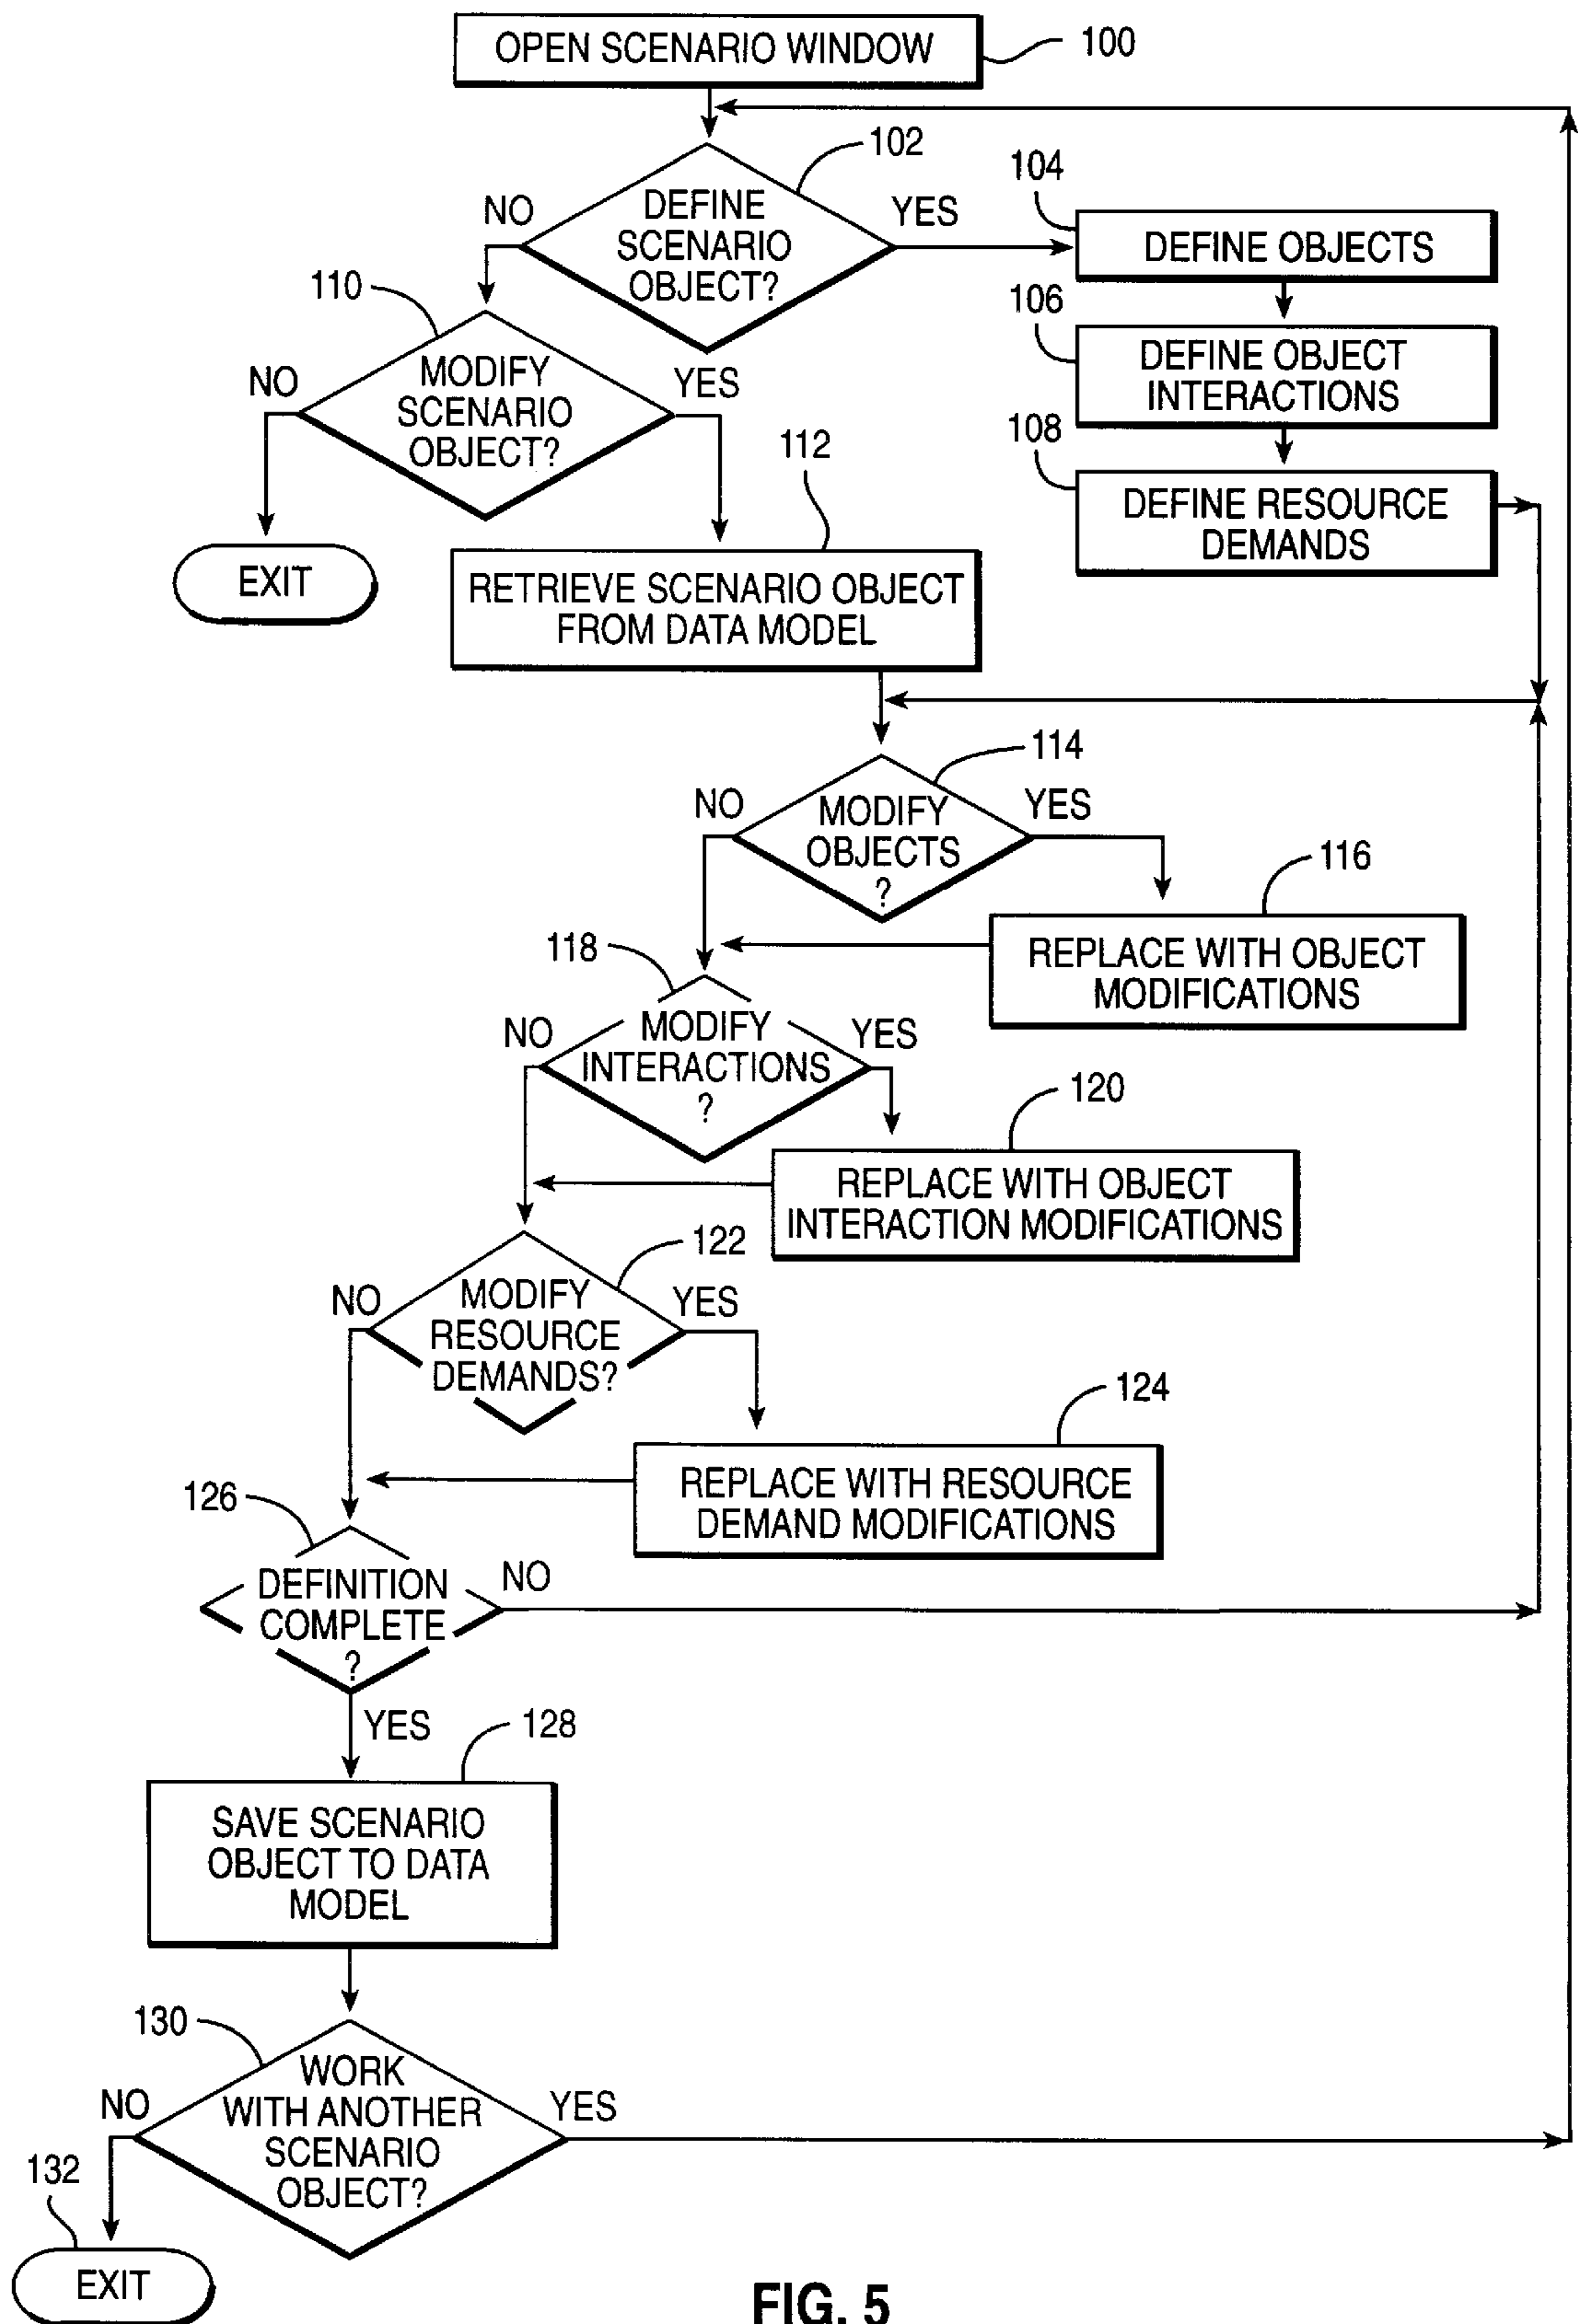 OPEN SCENARIO WINDOW
100
102
DEFINE
SCENARIO
OBJECT?
NO
YES
104
DEFINE OBJECTS
106
DEFINE OBJECT
INTERACTIONS
108
DEFINE RESOURCE
DEMANDS
110
MODIFY
SCENARIO
OBJECT?
NO
YES
EXIT
112
RETRIEVE SCENARIO OBJECT
FROM DATA MODEL
114
MODIFY
OBJECTS
?
NO
YES
116
REPLACE WITH OBJECT
MODIFICATIONS
118
MODIFY
INTERACTIONS
?
NO
YES
120
REPLACE WITH OBJECT
INTERACTION MODIFICATIONS
122
MODIFY
RESOURCE
DEMANDS?
NO
YES
124
REPLACE WITH RESOURCE
DEMAND MODIFICATIONS
126
DEFINITION
COMPLETE
?
NO
YES
128
SAVE SCENARIO
OBJECT TO DATA
MODEL
130
WORK
WITH ANOTHER
SCENARIO
OBJECT?
NO
YES
132
EXIT
FIG. 5